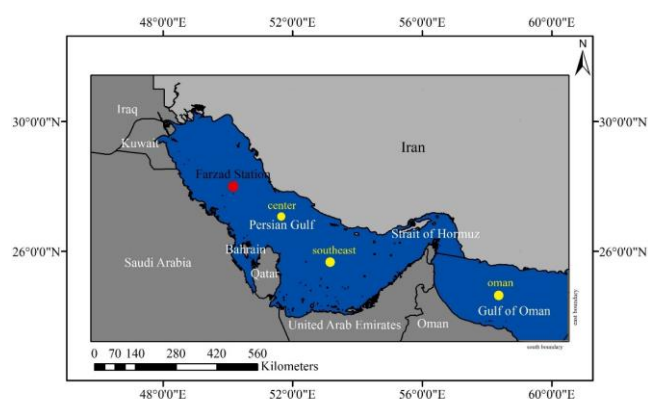 48°0'0"E 52°0'0"E 56°0'0"E 60°0'0"E
N
30°0'0"N 30°0'0"N
Iraq
Kuwait
Iran
Farzad Station
center
Persian Gulf
Strait of Hormuz
26°0'0"N 26°0'0"N
Bahrain
southeast
Saudi Arabia
Qatar
oman
Gulf of Oman
east boundary
United Arab Emirates
Oman
south boundary
0 70 140 280 420 560
Kilometers
48°0'0"E 52°0'0"E 56°0'0"E 60°0'0"E